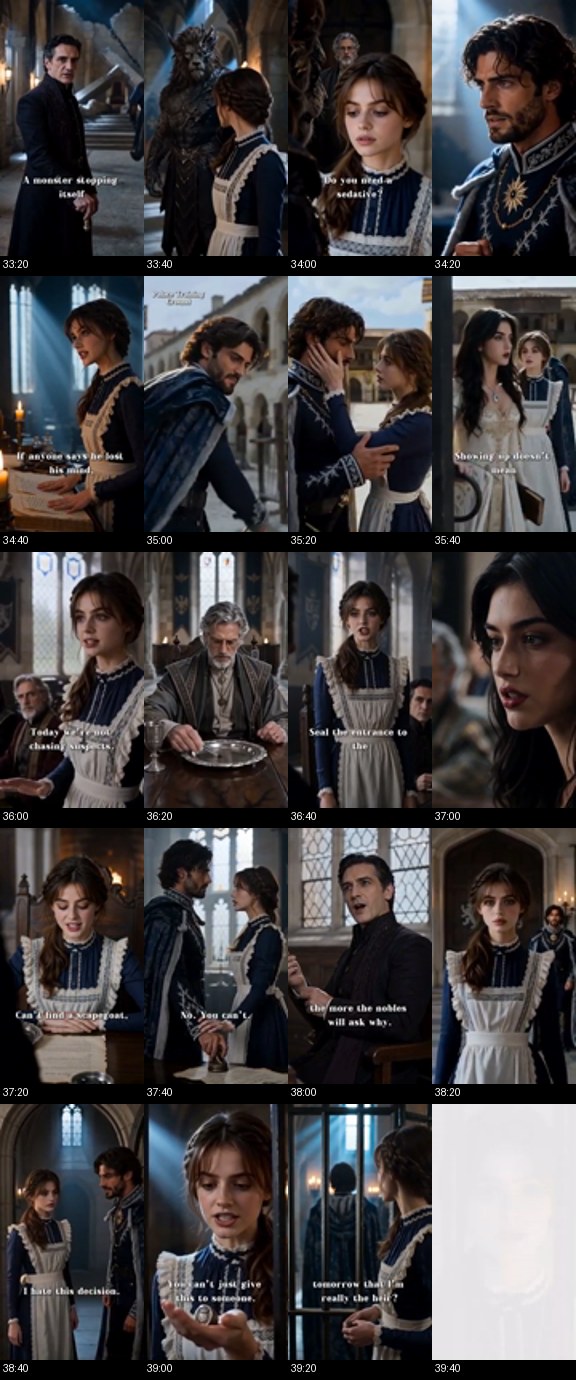 A monster stopping
itself.
Do you need a
sedative?
33:20
33:40
34:00
34:20
Palace Training
Ground
If anyone says he lost
his mind,
Showing up doesn't
mean
34:40
35:00
35:20
35:40
Today we're not
chasing suspects.
Seal the entrance to
the
36:00
36:20
36:40
37:00
Can't find a scapegoat,
No. You can't.
the more the nobles
will ask why.
37:20
37:40
38:00
38:20
I hate this decision.
You can't just give
this to someone.
tomorrow that I'm
really the heir?
38:40
39:00
39:20
39:40